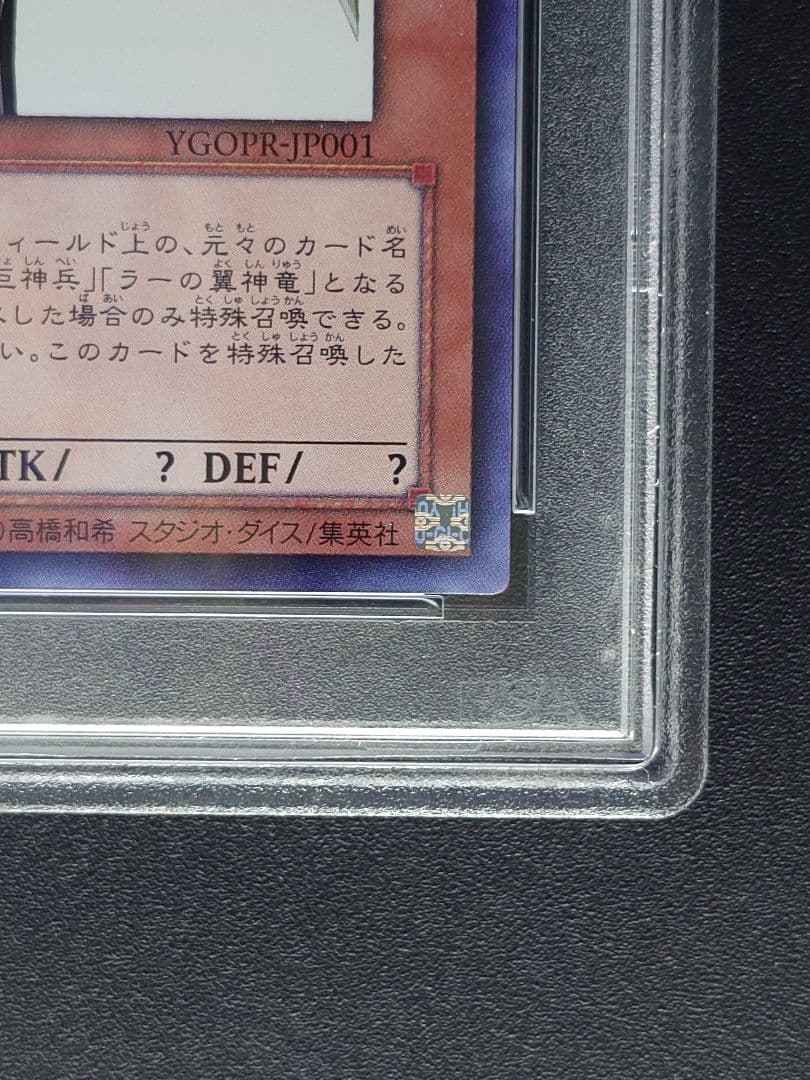 YGOPR-JP001
ィールド上の、元々のカード名
巨神兵」「ラーの翼神竜」となる
した場合のみ特殊召喚できる。
い。このカードを特殊召喚した
TK/ ? DEF/ ?
高橋和希 スタジオ・ダイス/集英社